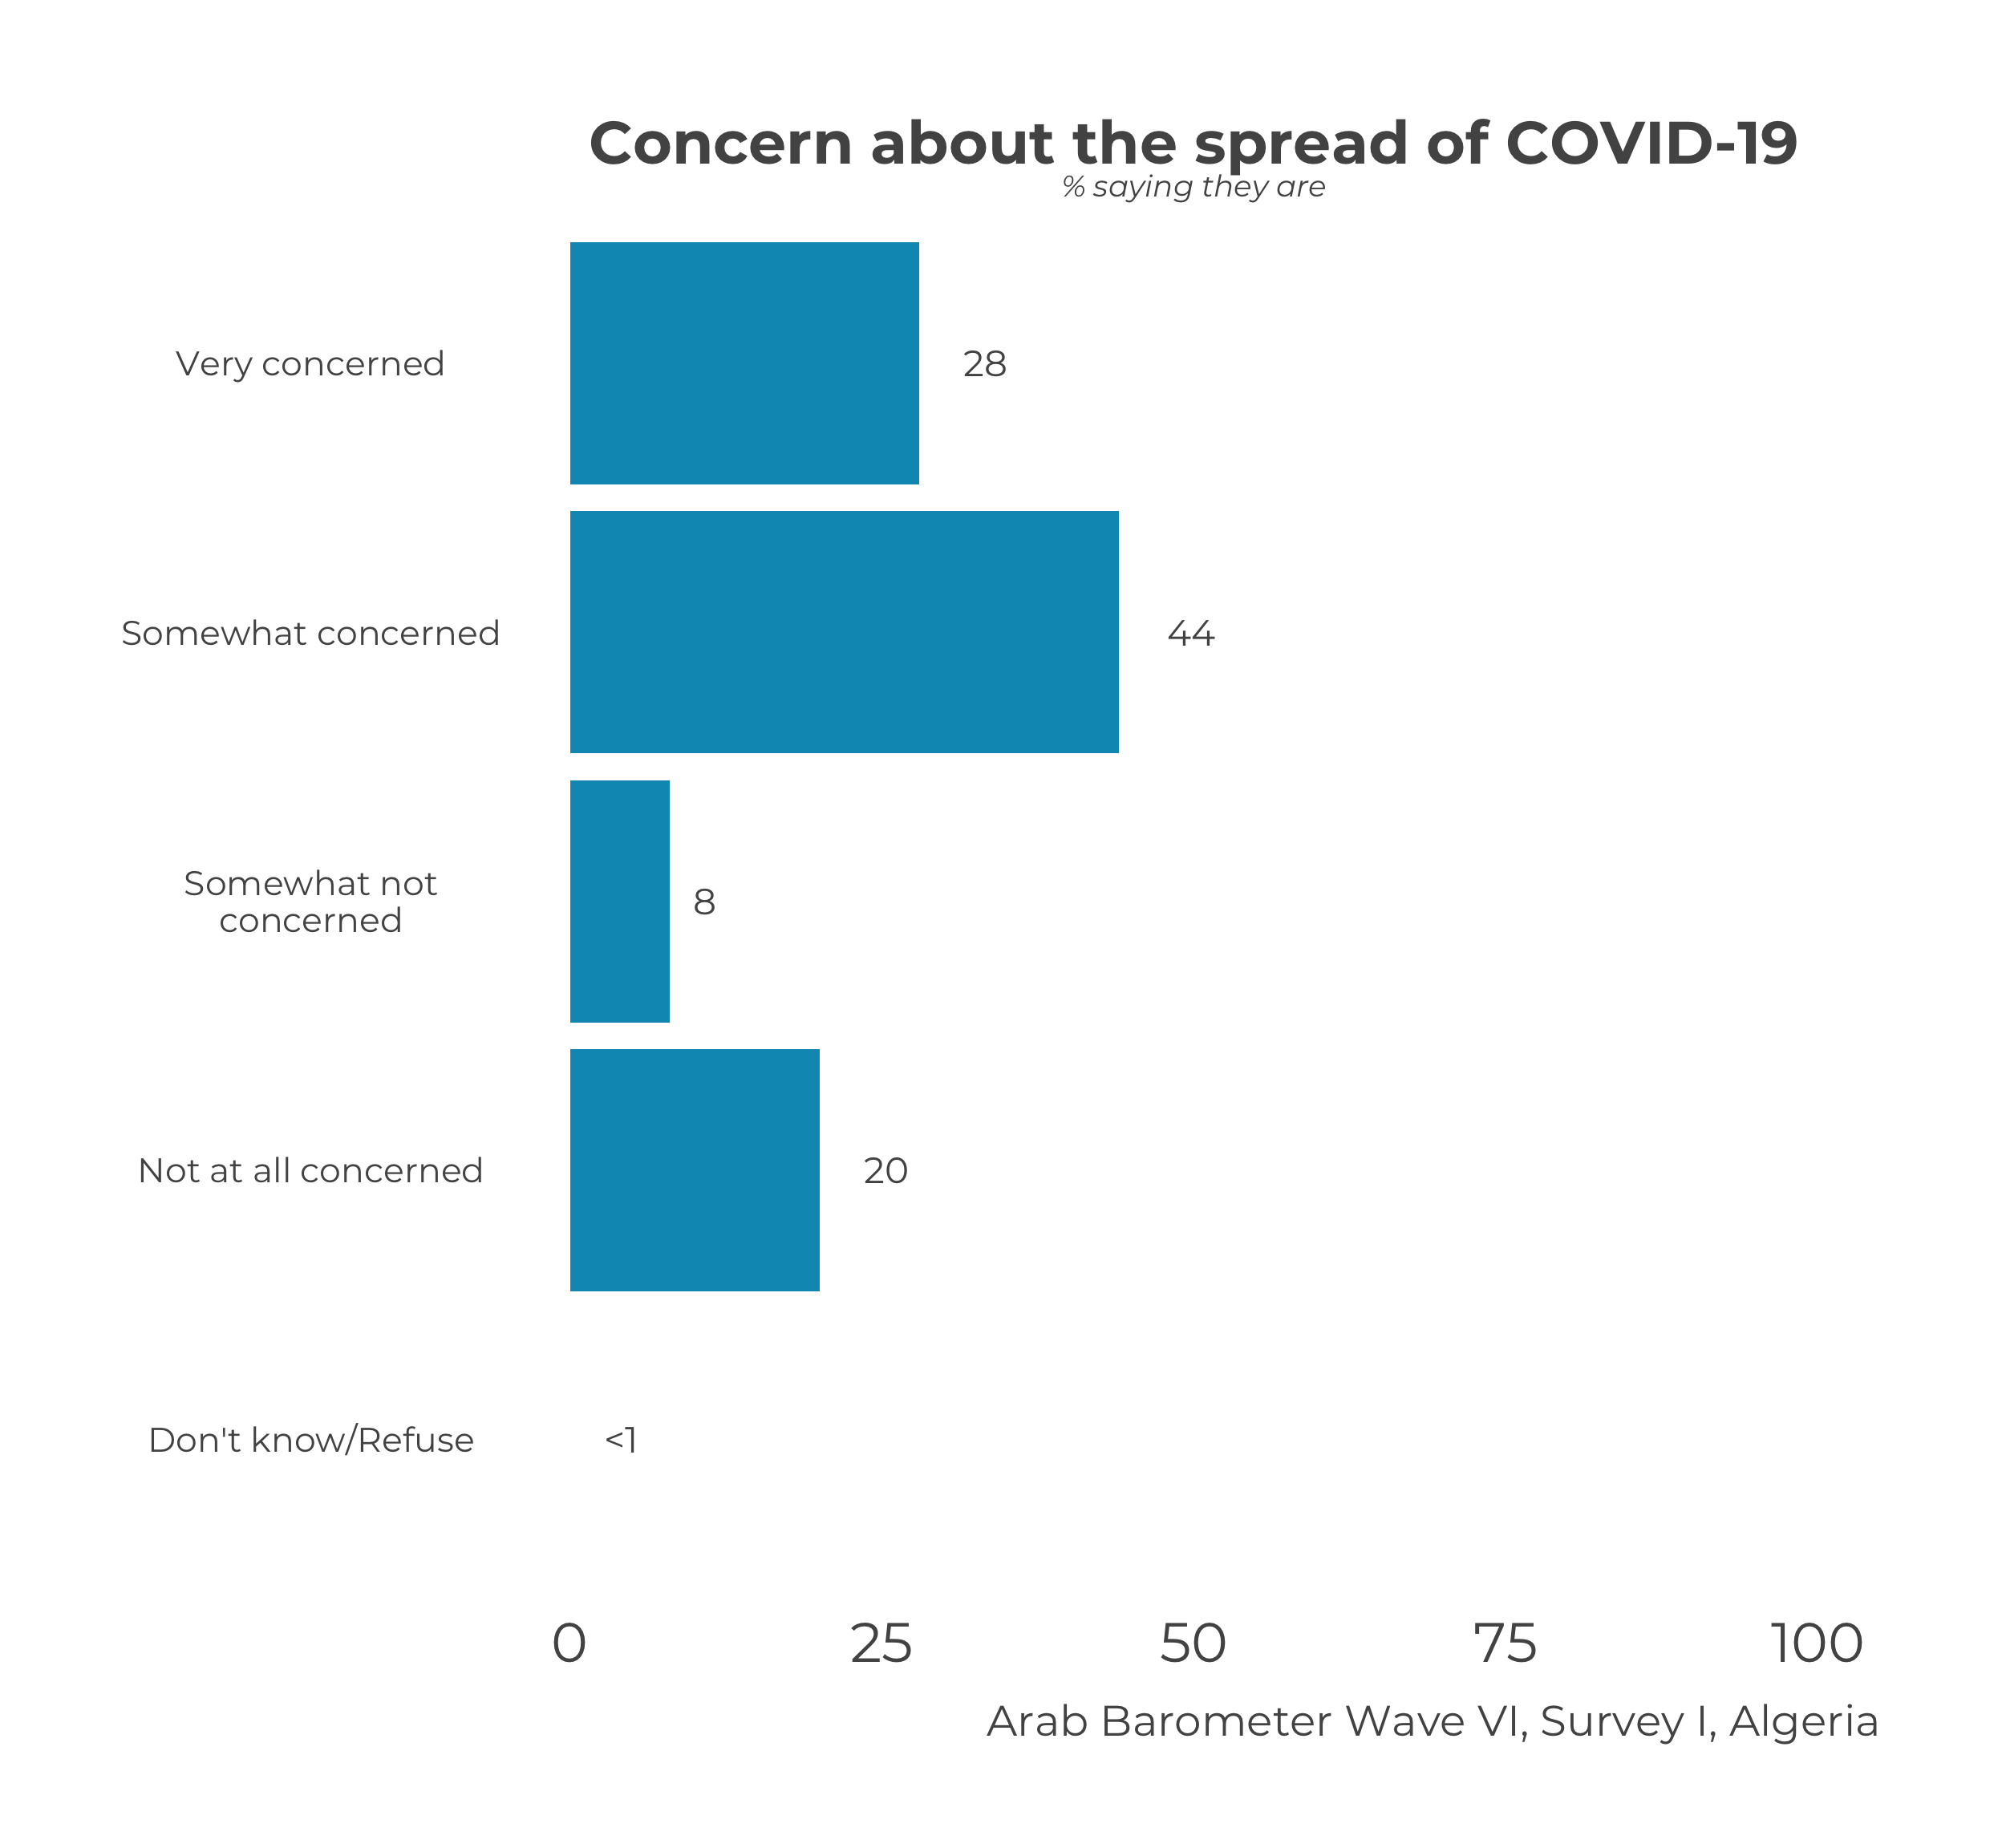 Concern about the spread of COVID-19
% saying they are
Very concerned
28
Somewhat concerned
44
Somewhat not
concerned
8
Not at all concerned
20
Don't know/Refuse
<1
0 25 50 75 100
Arab Barometer Wave VI, Survey I, Algeria